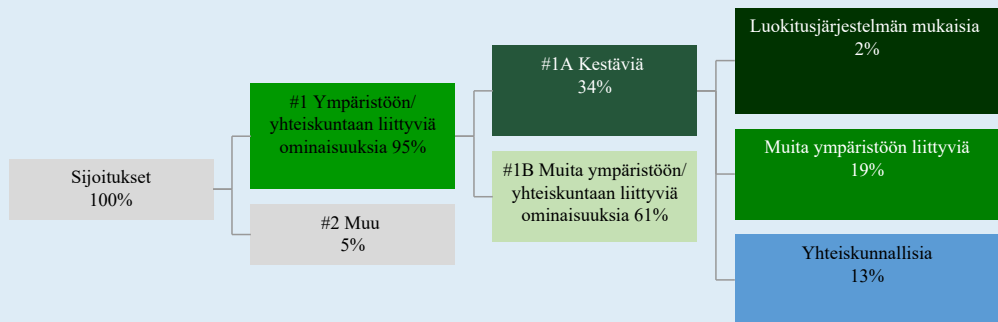 Sijoitukset
100%
#1 Ympäristöön/
yhteiskuntaan liittyviä
ominaisuuksia 95%
#2 Muu
5%
#1A Kestäviä
34%
#1B Muita ympäristöön/
yhteiskuntaan liittyviä
ominaisuuksia 61%
Luokitusjärjestelmän mukaisia
2%
Muita ympäristöön liittyviä
19%
Yhteiskunnallisia
13%